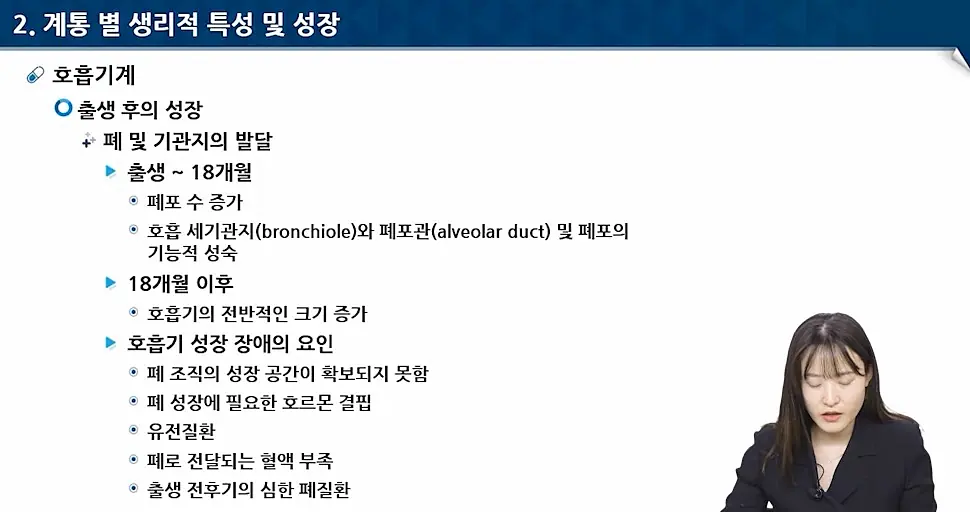 2. 계통 별 생리적 특성 및 성장
호흡기계
출생 후의 성장
폐 및 기관지의 발달
출생 ~ 18개월
폐포 수 증가
호흡 세기관지(bronchiole)와 폐포관(alveolar duct) 및 폐포의
기능적 성숙
18개월 이후
호흡기의 전반적인 크기 증가
호흡기 성장 장애의 요인
폐 조직의 성장 공간이 확보되지 못함
폐 성장에 필요한 호르몬 결핍
유전질환
폐로 전달되는 혈액 부족
출생 전후기의 심한 폐질환